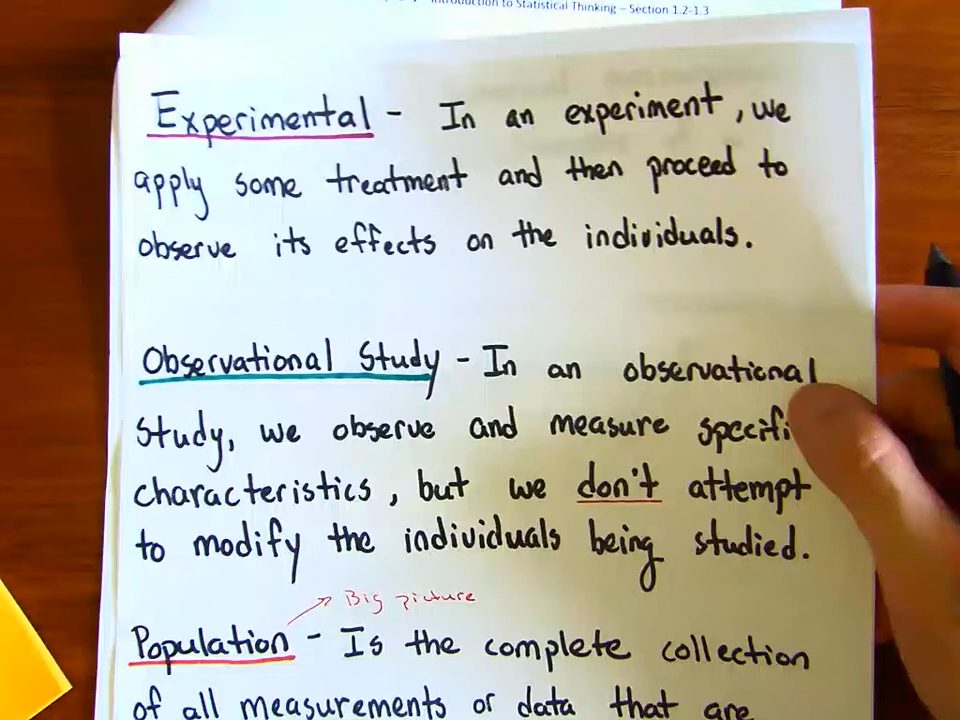 to Statistical Thinking – Section 1.2-1.3
Experimental - In an experiment, we
apply some treatment and then proceed to
observe its effects on the individuals.
Observational Study - In an observational
study, we observe and measure
characteristics, but we don't attempt
to modify the individuals being studied.
Big picture
Population - Is the complete collection
of all measurements or data that are